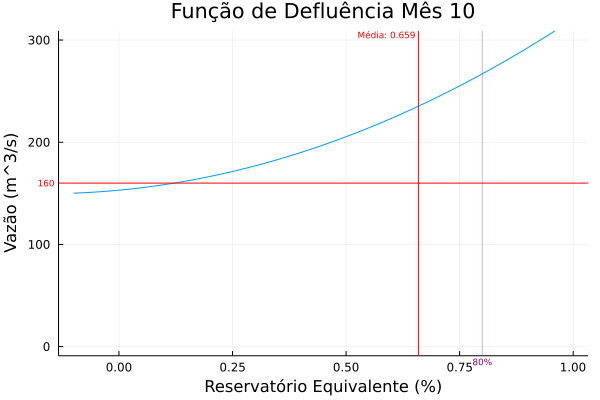 Função de Defluência Mês 10
Média: 0.659
300
200
160
100
0
Vazão (m^3/s)
0.00 0.25 0.50 0.75 80% 1.00
Reservatório Equivalente (%)